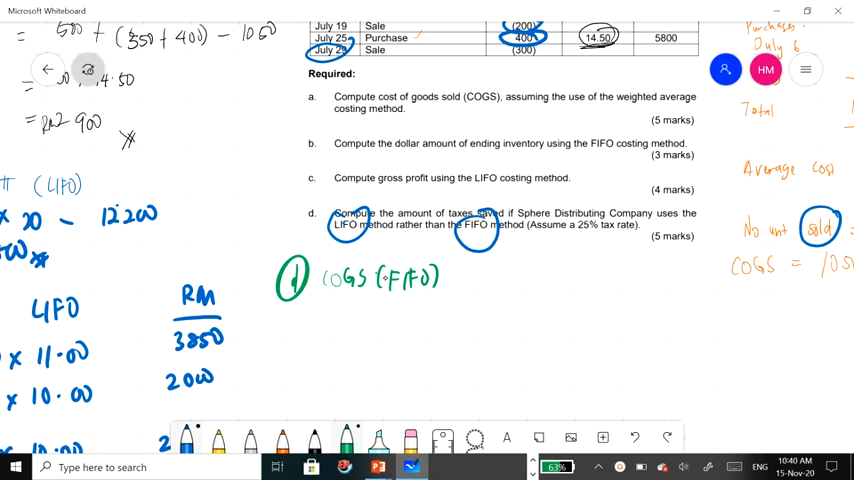 Microsoft Whiteboard
= 500 + (350 + 400) - 1050
14.50
= RM2 900
(LIFO)
× 20 - 12200
LIFO
× 11.00
× 10.00
RM
3850
2000
July 19 Sale (200)
July 25 Purchase 400 14.50 5800
July 29 Sale (300)
Required:
a. Compute cost of goods sold (COGS), assuming the use of the weighted average
costing method.
(5 marks)
b. Compute the dollar amount of ending inventory using the FIFO costing method.
(3 marks)
c. Compute gross profit using the LIFO costing method.
(4 marks)
d. Compute the amount of taxes saved if Sphere Distributing Company uses the
LIFO method rather than the FIFO method (Assume a 25% tax rate).
(5 marks)
d COGS (FIFO)
Purchases
July 6
Total
Average cost
No unt sold =
COGS = 1050
HM
Type here to search
63%
ENG
10:40 AM
15-Nov-20